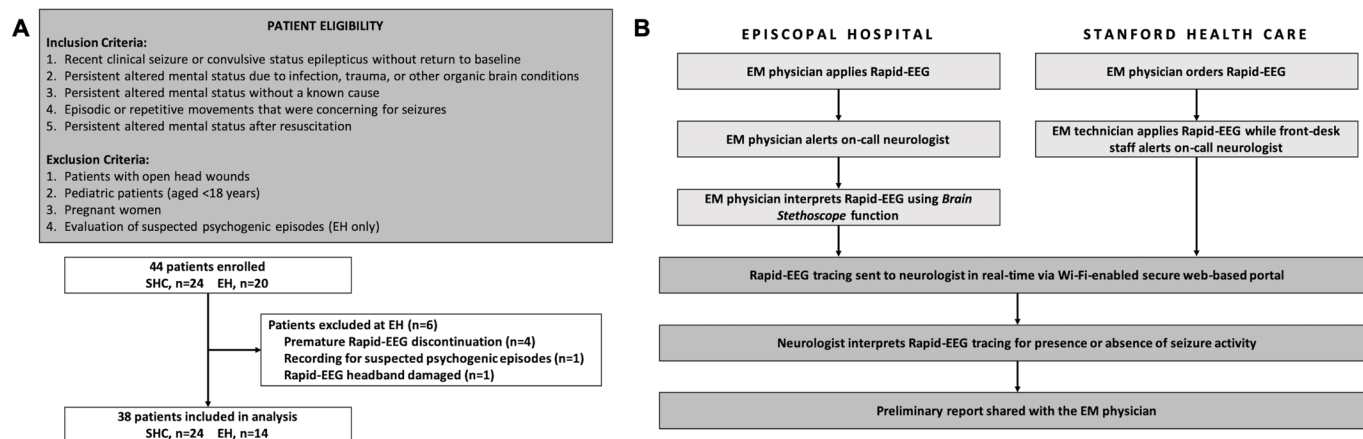 A
PATIENT ELIGIBILITY
Inclusion Criteria:
1. Recent clinical seizure or convulsive status epilepticus without return to baseline
2. Persistent altered mental status due to infection, trauma, or other organic brain conditions
3. Persistent altered mental status without a known cause
4. Episodic or repetitive movements that were concerning for seizures
5. Persistent altered mental status after resuscitation
Exclusion Criteria:
1. Patients with open head wounds
2. Pediatric patients (aged <18 years)
3. Pregnant women
4. Evaluation of suspected psychogenic episodes (EH only)
44 patients enrolled
SHC, n=24 EH, n=20
Patients excluded at EH (n=6)
Premature Rapid-EEG discontinuation (n=4)
Recording for suspected psychogenic episodes (n=1)
Rapid-EEG headband damaged (n=1)
38 patients included in analysis
SHC, n=24 EH, n=14
B
EPISCOPAL HOSPITAL
EM physician applies Rapid-EEG
EM physician alerts on-call neurologist
EM physician interprets Rapid-EEG using Brain
Stethoscope function
STANFORD HEALTH CARE
EM physician orders Rapid-EEG
EM technician applies Rapid-EEG while front-desk
staff alerts on-call neurologist
Rapid-EEG tracing sent to neurologist in real-time via Wi-Fi-enabled secure web-based portal
Neurologist interprets Rapid-EEG tracing for presence or absence of seizure activity
Preliminary report shared with the EM physician